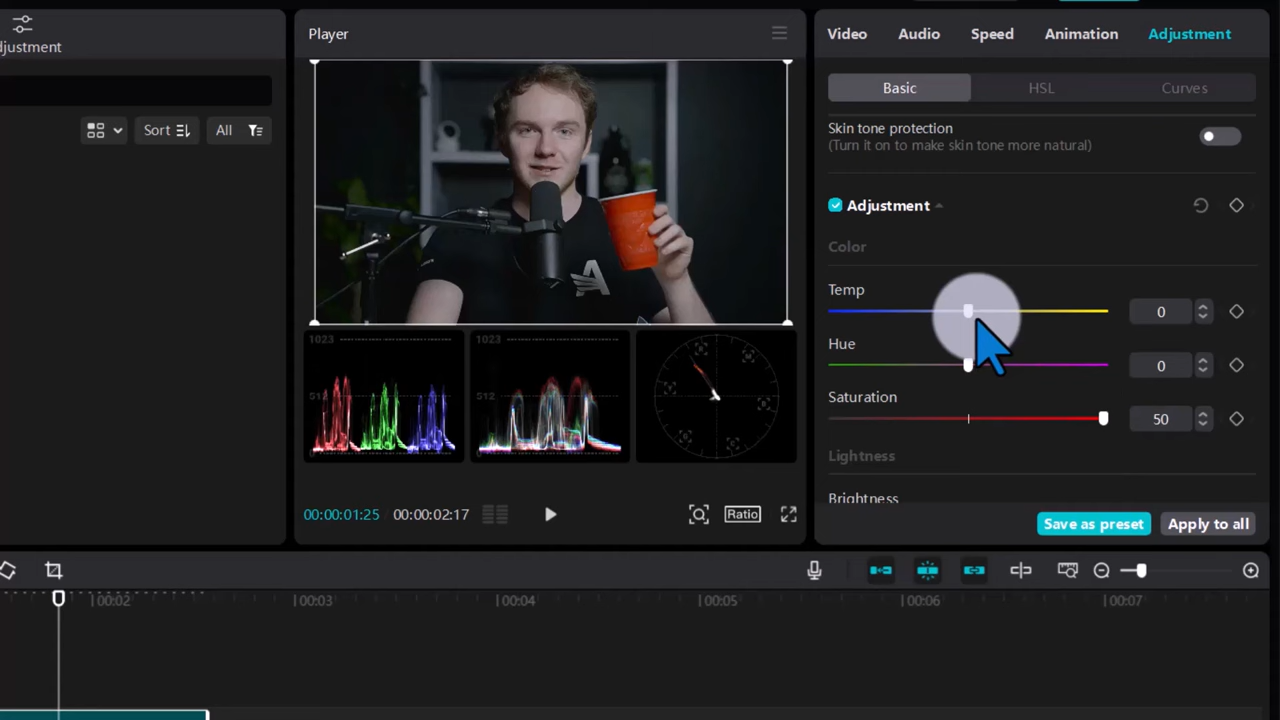 djustment
Sort
All
Player
1023
512
0
1023
512
0
00:00:01:25
00:00:02:17
Ratio
Video Audio Speed Animation Adjustment
Basic HSL Curves
Skin tone protection
(Turn it on to make skin tone more natural)
Adjustment
Color
Temp
0
Hue
0
Saturation
50
Lightness
Brightness
Save as preset Apply to all
00:02 00:03 00:04 00:05 00:06 00:07